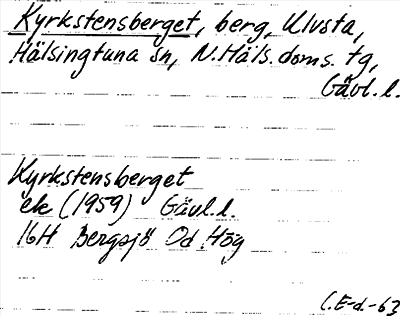 Kyrkstensberget, berg, Ulvsta,
Hälsingtuna sn, N. Häls. doms. tg,
Gävl. l.
Kyrkstensberget
ek (1959) Gävl. l.
16H Bergsjö Od Hög
C. E-d. -63